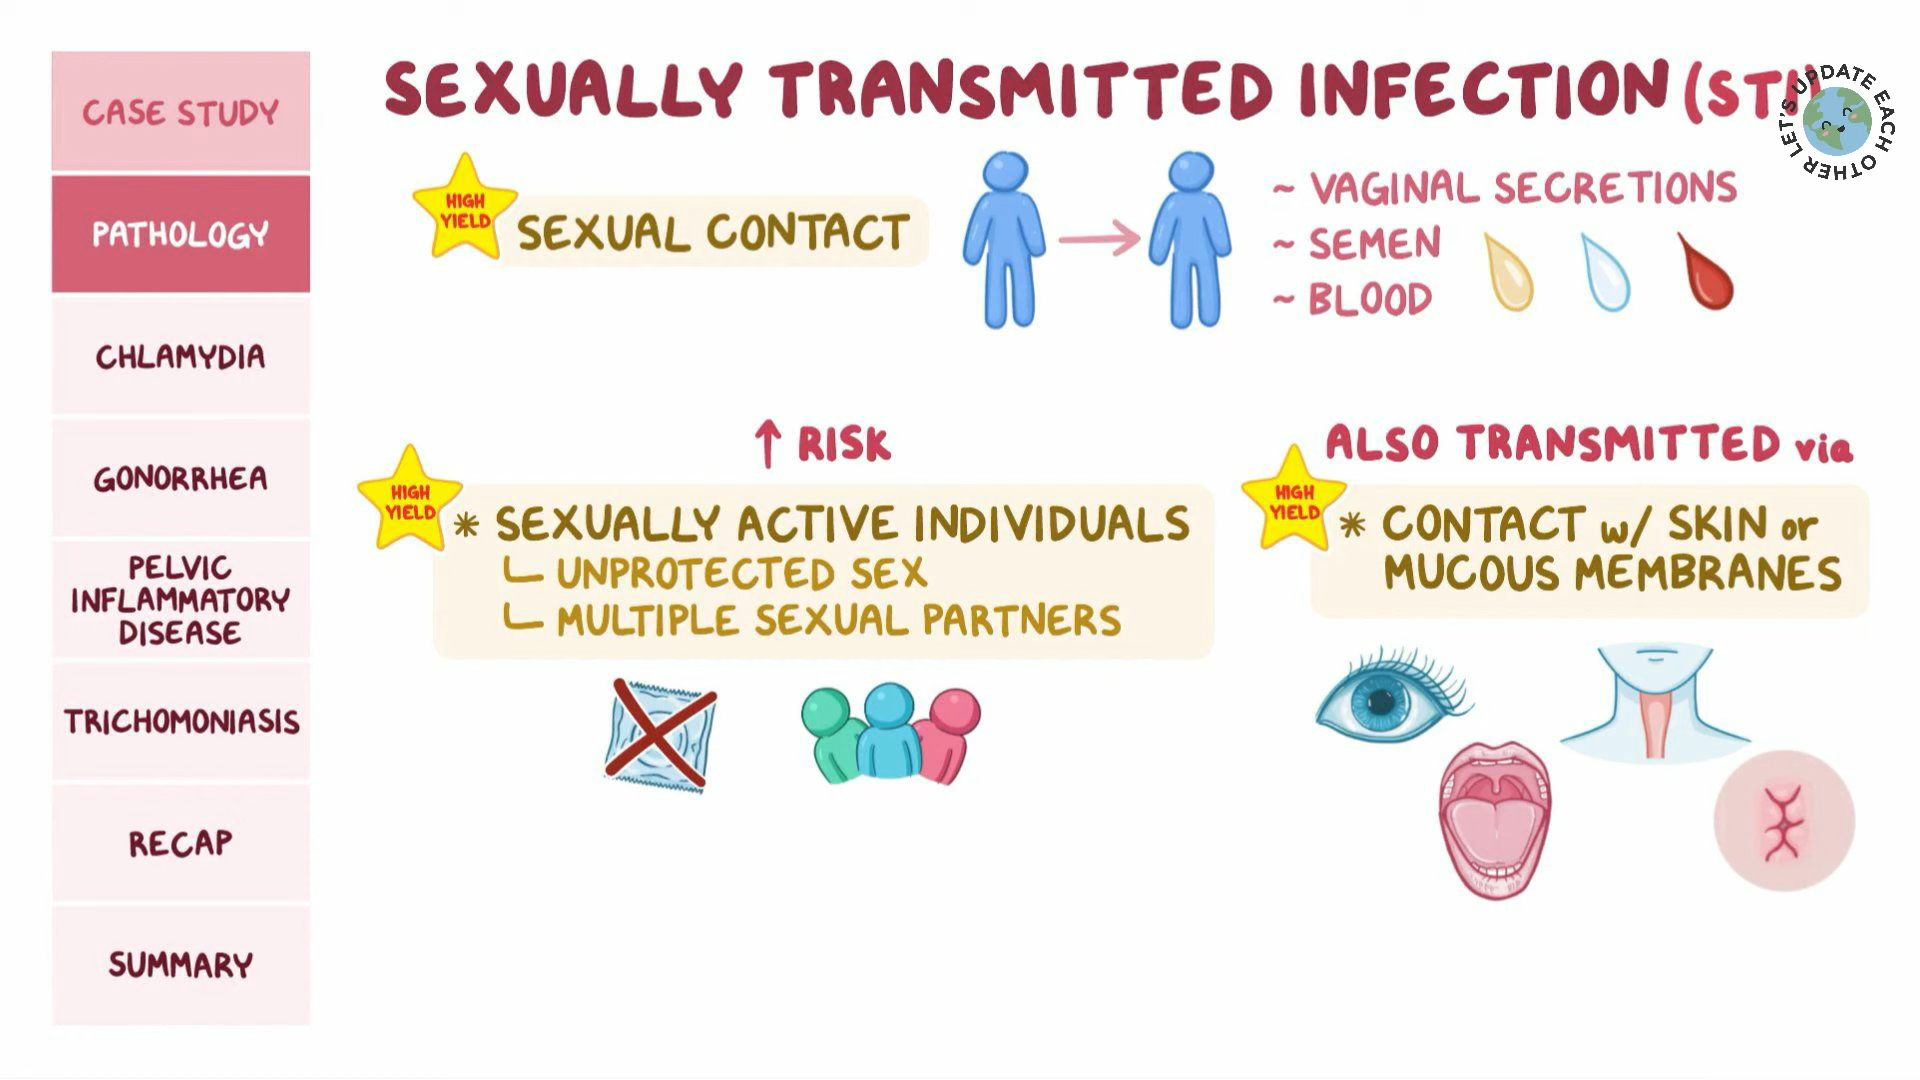 CASE STUDY
PATHOLOGY
CHLAMYDIA
GONORRHEA
PELVIC
INFLAMMATORY
DISEASE
TRICHOMONIASIS
RECAP
SUMMARY
SEXUALLY TRANSMITTED INFECTION (STI
LET'S UPDATE EACH OTHER
HIGH
YIELD
SEXUAL CONTACT
~ VAGINAL SECRETIONS
~ SEMEN
~ BLOOD
↑ RISK
HIGH
YIELD
* SEXUALLY ACTIVE INDIVIDUALS
UNPROTECTED SEX
MULTIPLE SEXUAL PARTNERS
ALSO TRANSMITTED via
HIGH
YIELD
* CONTACT w/ SKIN or
MUCOUS MEMBRANES